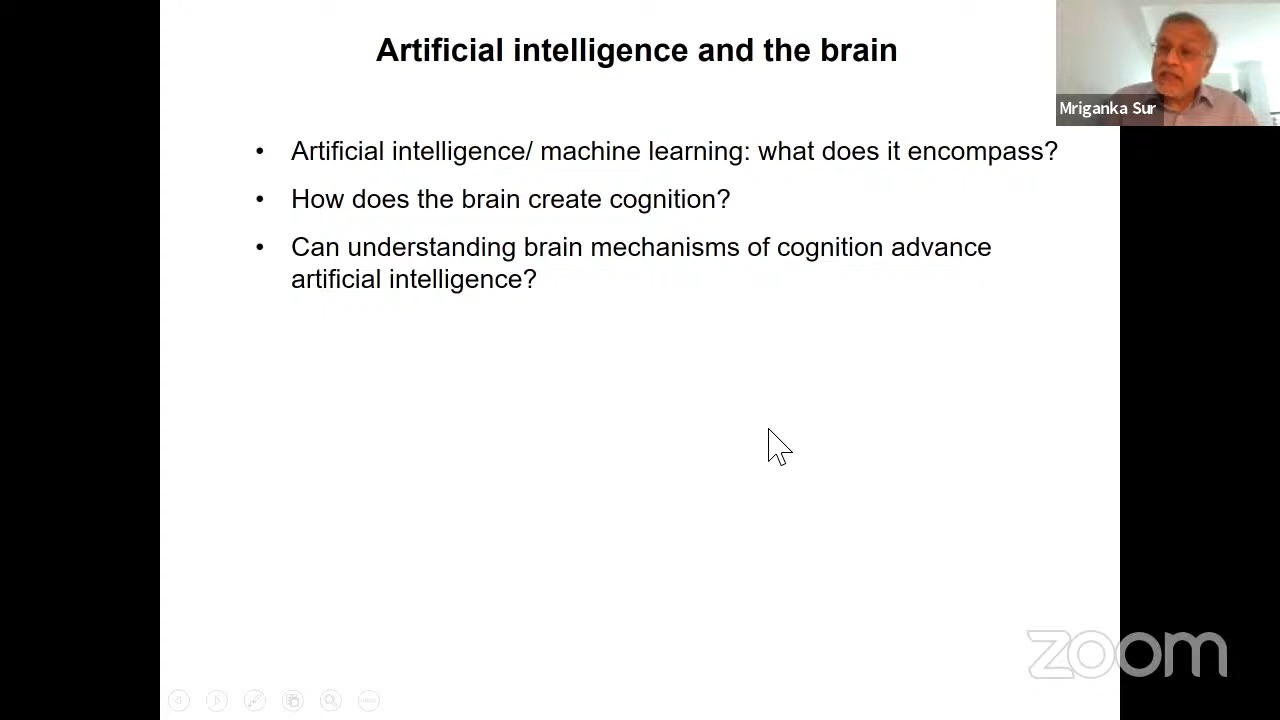 Artificial intelligence and the brain
Mriganka Sur
• Artificial intelligence/ machine learning: what does it encompass?
• How does the brain create cognition?
• Can understanding brain mechanisms of cognition advance
artificial intelligence?
zoom